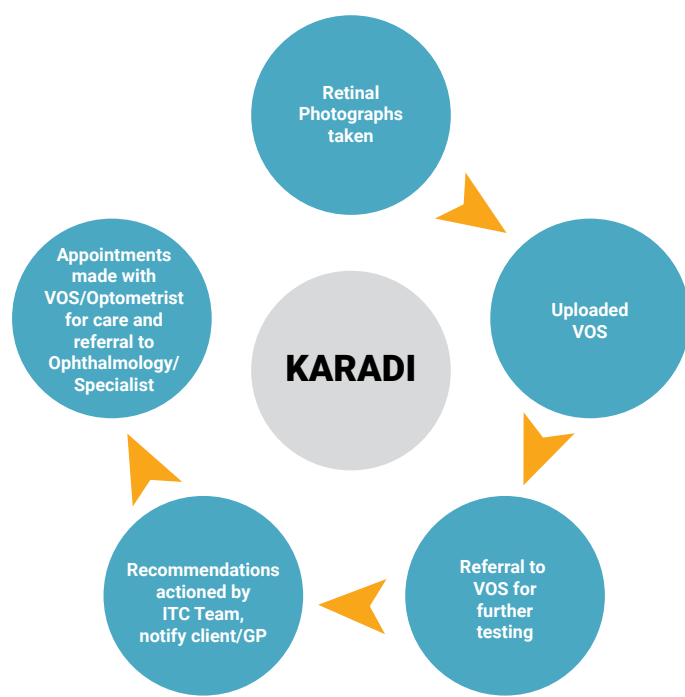 Retinal
Photographs
taken
Uploaded
VOS
Referral to
VOS for
further
testing
Recommendations
actioned by
ITC Team,
notify client/GP
Appointments
made with
VOS/Optometrist
for care and
referral to
Ophthalmology/
Specialist
KARADI